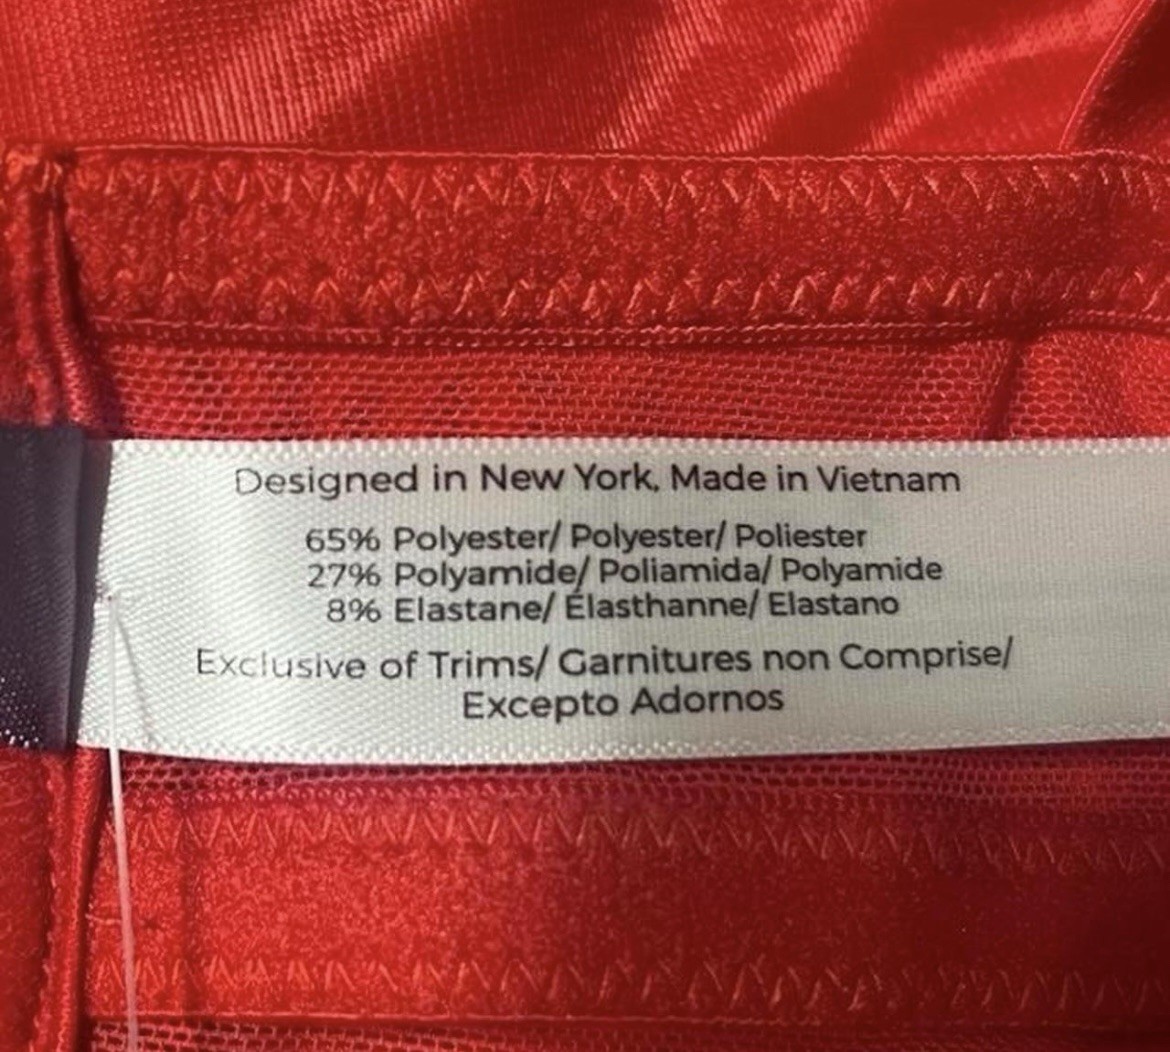 Designed in New York, Made in Vietnam
65% Polyester/ Polyester/ Poliester
27% Polyamide/ Poliamida/ Polyamide
8% Elastane/ Élasthanne/ Elastano
Exclusive of Trims/ Garnitures non Comprise/
Excepto Adornos